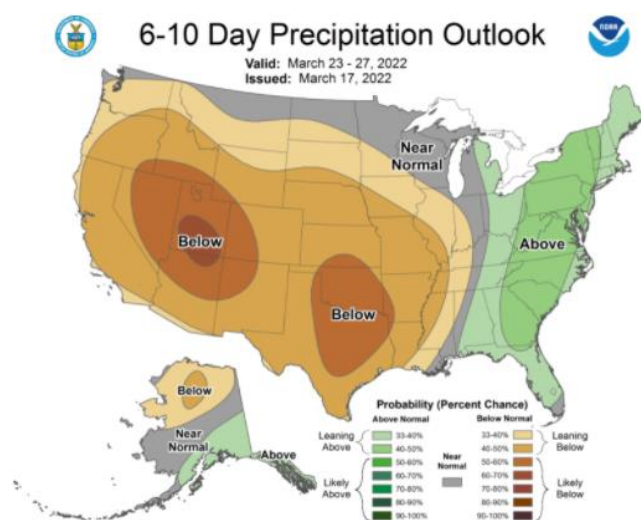 6-10 Day Precipitation Outlook
NOAA
Valid: March 23 - 27, 2022
Issued: March 17, 2022
Near
Normal
Below
Above
Below
Below
Near
Normal
Above
Probability (Percent Chance)
Above Normal
Below Normal
Leaning
Above
33-40%
40-50%
Likely
Above
50-60%
60-70%
70-80%
80-90%
90-100%
Near
Normal
33-40%
40-50%
Leaning
Below
50-60%
60-70%
70-80%
80-90%
90-100%
Likely
Below